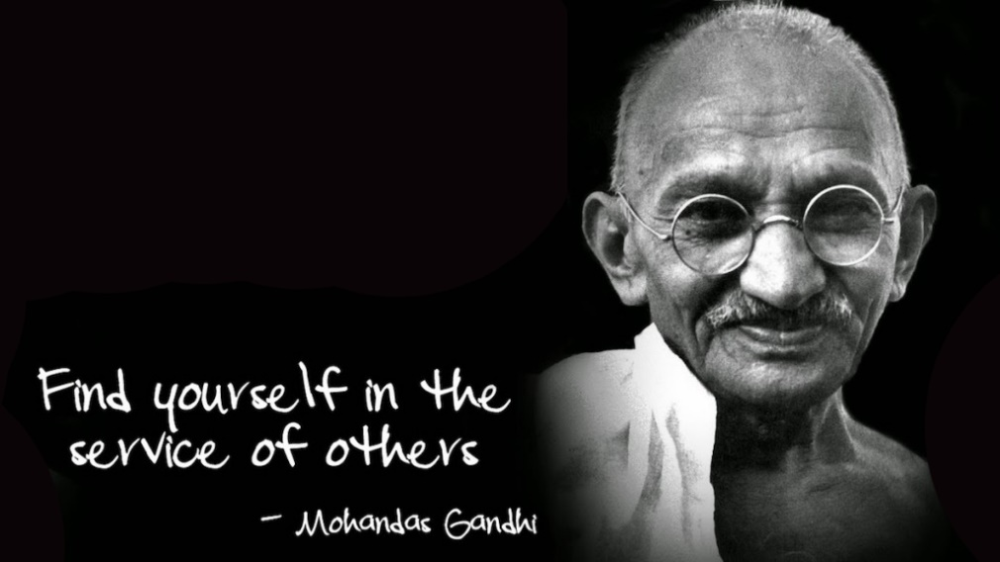 Find yourself in the
service of others
- Mohandas Gandhi